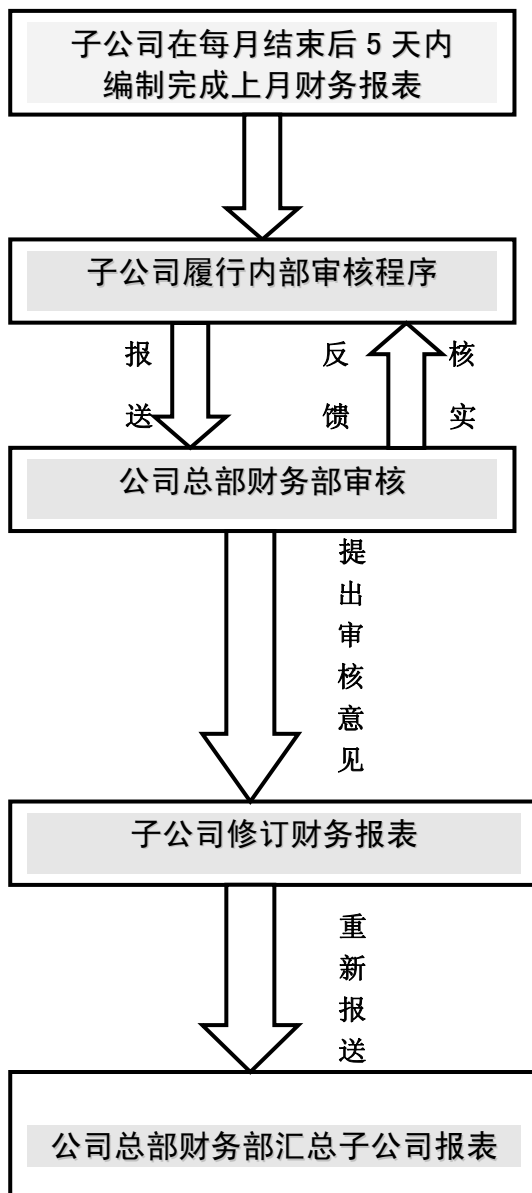 子公司在每月结束后 5 天内
编制完成上月财务报表
子公司履行内部审核程序
报送
反馈
核实
公司总部财务部审核
提出审核意见
子公司修订财务报表
重新报送
公司总部财务部汇总子公司报表